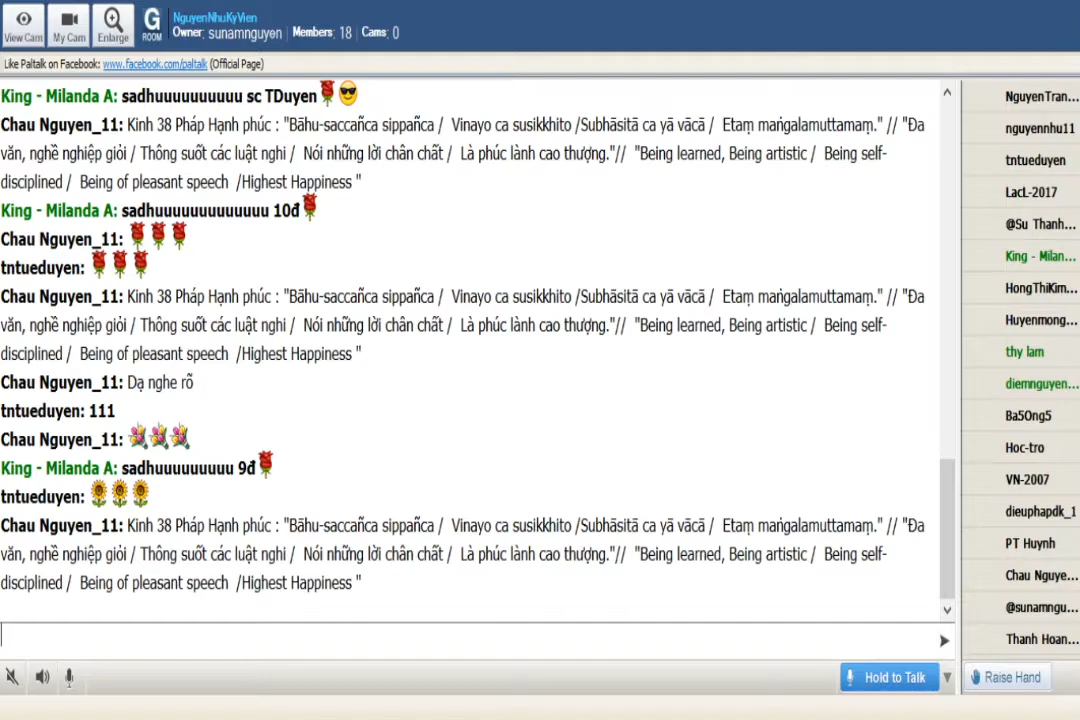 NguyenNhuKyVien
View Cam My Cam Enlarge G ROOM Owner: sunamnguyen Members: 18 Cams: 0
Like Paltalk on Facebook: www.facebook.com/paltalk (Official Page)
King - Milanda A: sadhuuuuuuuuuu sc TDuyen
Chau Nguyen_11: Kinh 38 Pháp Hạnh phúc : "Bāhu-saccañca sippañca / Vinayo ca susikkhito /Subhāsitā ca yā vācā / Etaṃ maṅgalamuttamaṃ." // "Đa
văn, nghề nghiệp giỏi / Thông suốt các luật nghi / Nói những lời chân chất / Là phúc lành cao thượng."// "Being learned, Being artistic / Being self-
disciplined / Being of pleasant speech /Highest Happiness "
King - Milanda A: sadhuuuuuuuuuuuuu 10đ
Chau Nguyen_11:
tntueduyen:
Chau Nguyen_11: Kinh 38 Pháp Hạnh phúc : "Bāhu-saccañca sippañca / Vinayo ca susikkhito /Subhāsitā ca yā vācā / Etaṃ maṅgalamuttamaṃ." // "Đa
văn, nghề nghiệp giỏi / Thông suốt các luật nghi / Nói những lời chân chất / Là phúc lành cao thượng."// "Being learned, Being artistic / Being self-
disciplined / Being of pleasant speech /Highest Happiness "
Chau Nguyen_11: Dạ nghe rõ
tntueduyen: 111
Chau Nguyen_11:
King - Milanda A: sadhuuuuuuuuu 9đ
tntueduyen:
Chau Nguyen_11: Kinh 38 Pháp Hạnh phúc : "Bāhu-saccañca sippañca / Vinayo ca susikkhito /Subhāsitā ca yā vācā / Etaṃ maṅgalamuttamaṃ." // "Đa
văn, nghề nghiệp giỏi / Thông suốt các luật nghi / Nói những lời chân chất / Là phúc lành cao thượng."// "Being learned, Being artistic / Being self-
disciplined / Being of pleasant speech /Highest Happiness "
Hold to Talk
NguyenTran...
nguyennhu11
tntueduyen
LacL-2017
@Su Thanh...
King - Milan...
HongThiKim...
Huyenmong...
thy lam
diemnguyen...
Ba5Ong5
Hoc-tro
VN-2007
dieuphapdk_1
PT Huynh
Chau Nguye...
@sunamngu...
Thanh Hoan...
Raise Hand